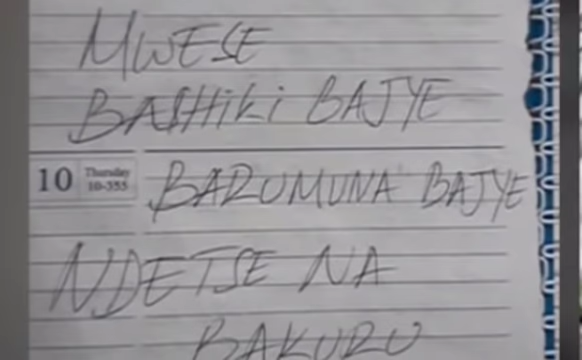 MWESE
BASHIKI BAJYE
10 Thursday 10-355
BARUMUNA BAJYE
NDETSE NA
BAKURU